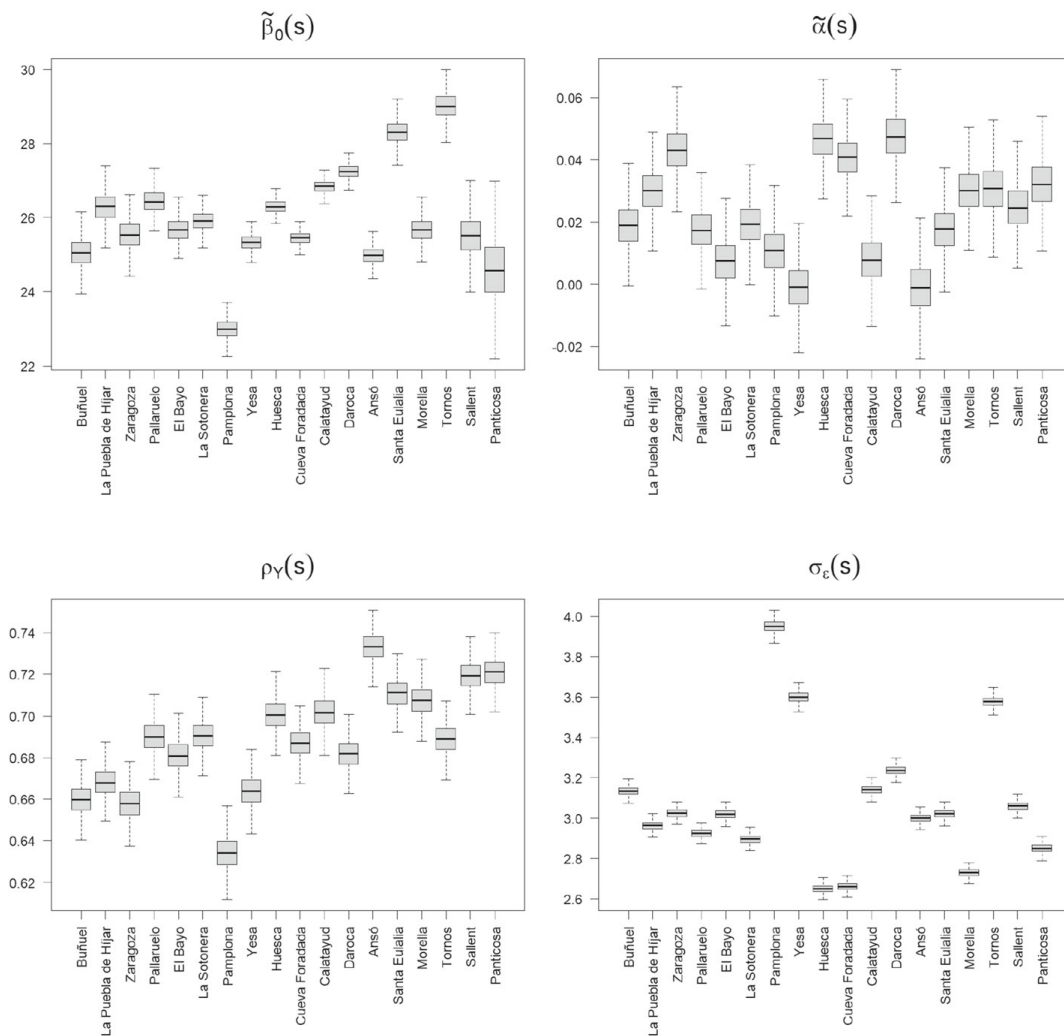 β̃₀(s)
30
28
26
24
22
Buñuel
La Puebla de Híjar
Zaragoza
Pallaruelo
El Bayo
La Sotonera
Pamplona
Yesa
Huesca
Cueva Foradada
Calatayud
Daroca
Ansó
Santa Eulalia
Morella
Tornos
Sallent
Panticosa
α̃(s)
0.06
0.04
0.02
0.00
-0.02
Buñuel
La Puebla de Híjar
Zaragoza
Pallaruelo
El Bayo
La Sotonera
Pamplona
Yesa
Huesca
Cueva Foradada
Calatayud
Daroca
Ansó
Santa Eulalia
Morella
Tornos
Sallent
Panticosa
ρY(s)
0.74
0.72
0.70
0.68
0.66
0.64
0.62
Buñuel
La Puebla de Híjar
Zaragoza
Pallaruelo
El Bayo
La Sotonera
Pamplona
Yesa
Huesca
Cueva Foradada
Calatayud
Daroca
Ansó
Santa Eulalia
Morella
Tornos
Sallent
Panticosa
σε(s)
4.0
3.8
3.6
3.4
3.2
3.0
2.8
2.6
Buñuel
La Puebla de Híjar
Zaragoza
Pallaruelo
El Bayo
La Sotonera
Pamplona
Yesa
Huesca
Cueva Foradada
Calatayud
Daroca
Ansó
Santa Eulalia
Morella
Tornos
Sallent
Panticosa